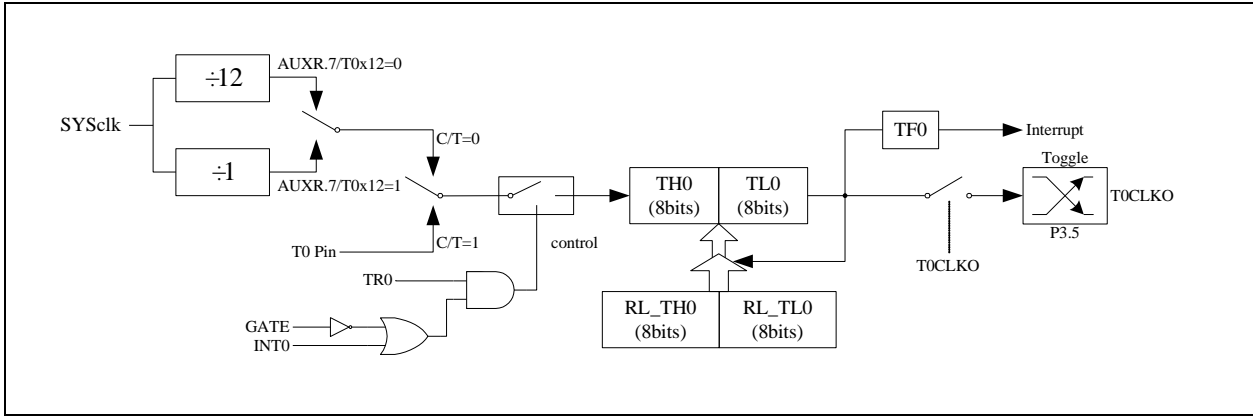 ÷12
AUXR.7/T0x12=0
SYSclk
÷1
AUXR.7/T0x12=1
C/T=0
T0 Pin
C/T=1
control
TR0
GATE
INT0
TH0
(8bits)
TL0
(8bits)
RL_TH0
(8bits)
RL_TL0
(8bits)
TF0
Interrupt
Toggle
T0CLKO
P3.5
T0CLKO